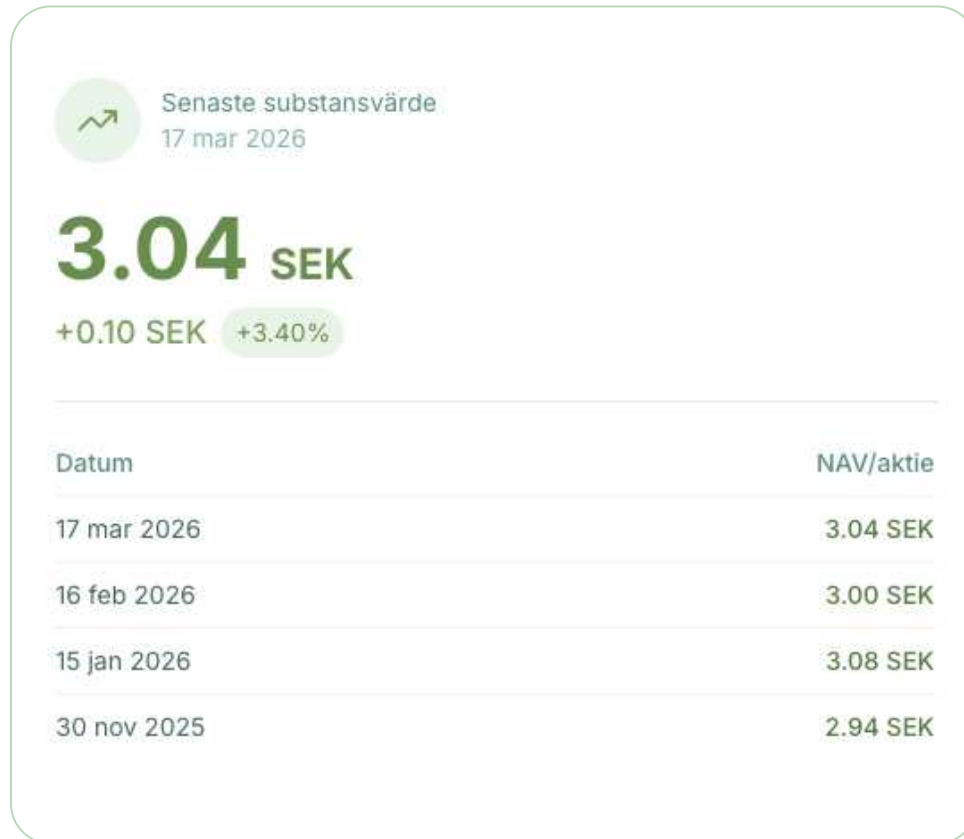 Senaste substansvärde
17 mar 2026
3.04 SEK
+0.10 SEK +3.40%
Datum NAV/aktie
17 mar 2026 3.04 SEK
16 feb 2026 3.00 SEK
15 jan 2026 3.08 SEK
30 nov 2025 2.94 SEK